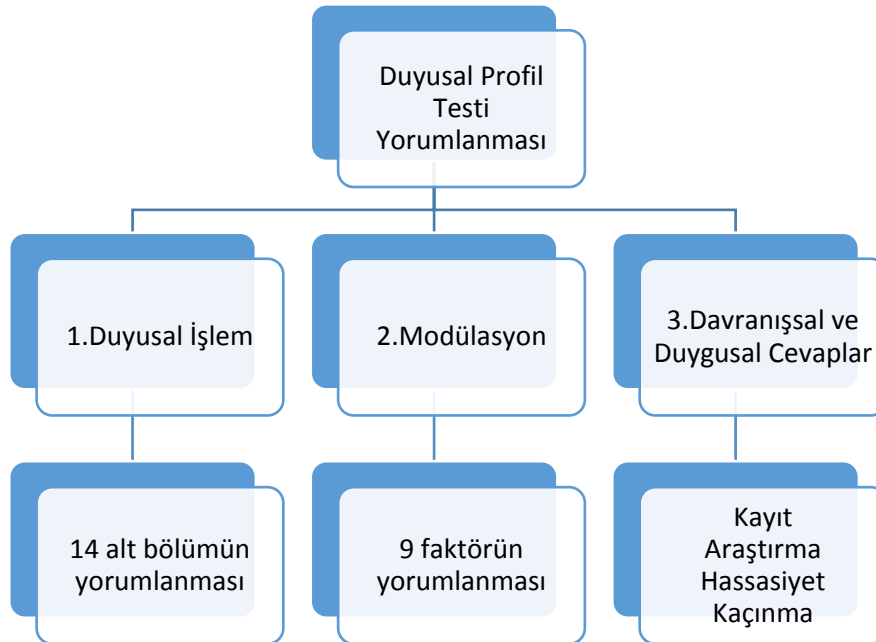 Duyusal Profil
Testi
Yorumlanması
1.Duyusal İşlem
2.Modülasyon
3.Davranışsal ve
Duygusal Cevaplar
14 alt bölümün
yorumlanması
9 faktörün
yorumlanması
Kayıt
Araştırma
Hassasiyet
Kaçınma